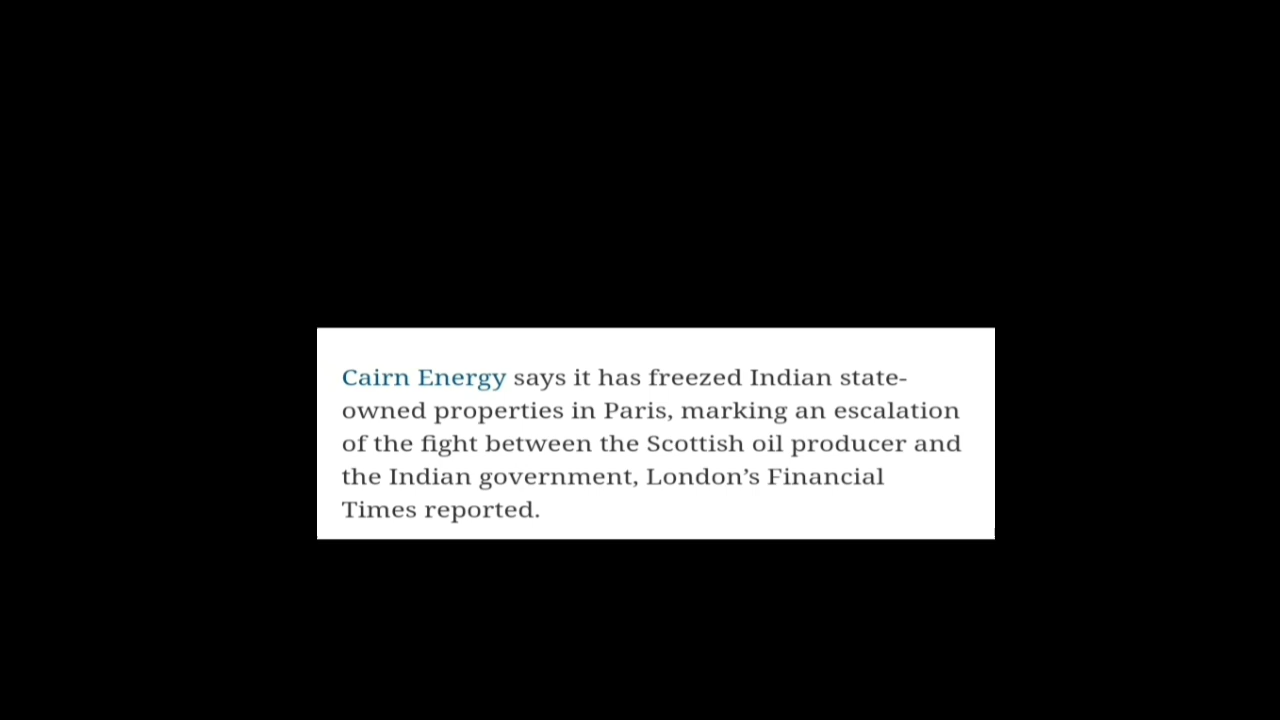 Cairn Energy says it has freezed Indian state-
owned properties in Paris, marking an escalation
of the fight between the Scottish oil producer and
the Indian government, London’s Financial
Times reported.